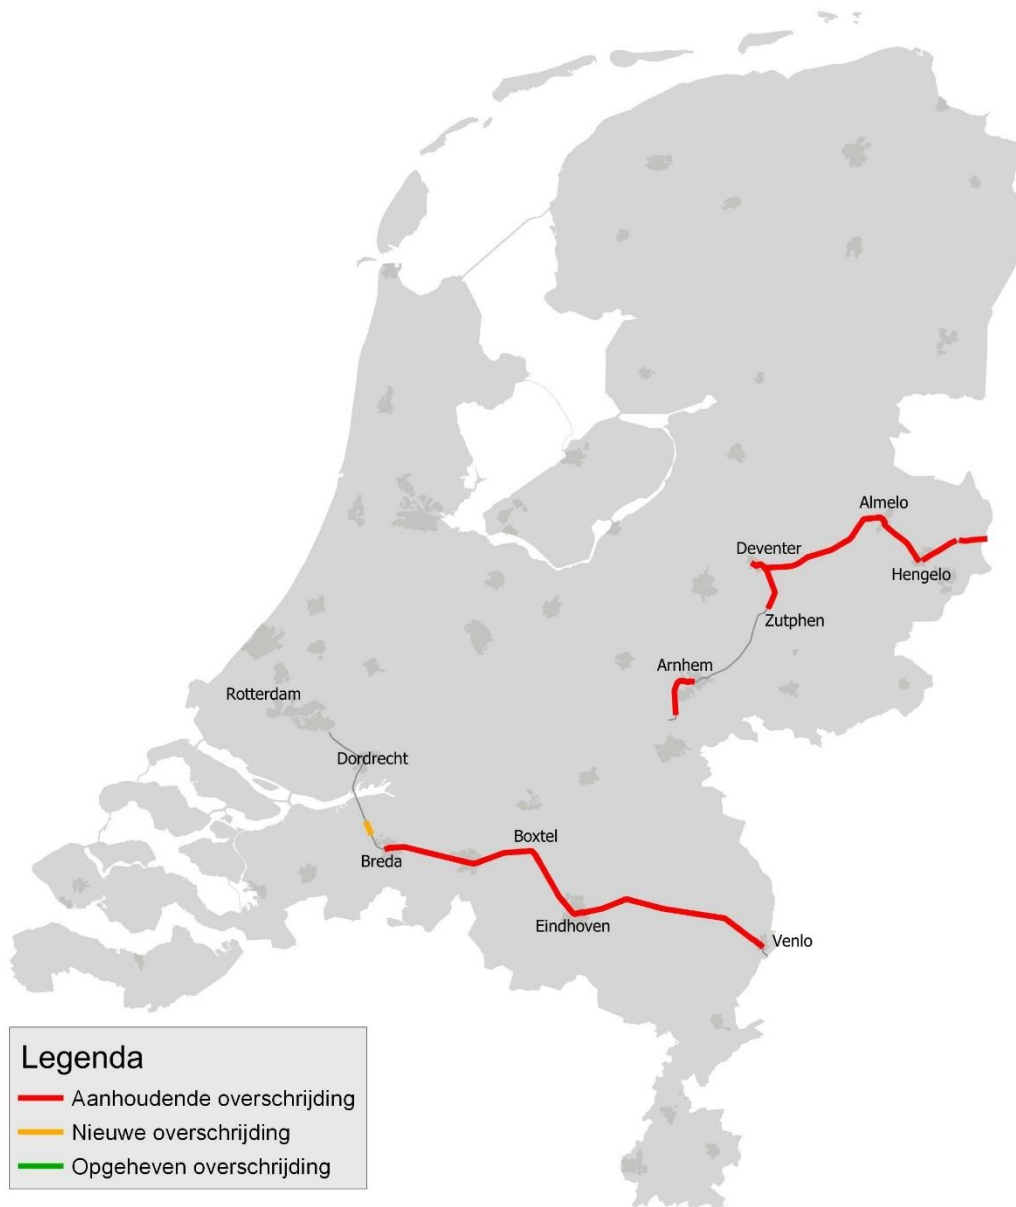 Almelo
Deventer
Hengelo
Zutphen
Arnhem
Rotterdam
Dordrecht
Boxtel
Breda
Eindhoven
Venlo
Legenda
Aanhoudende overschrijding
Nieuwe overschrijding
Opgeheven overschrijding